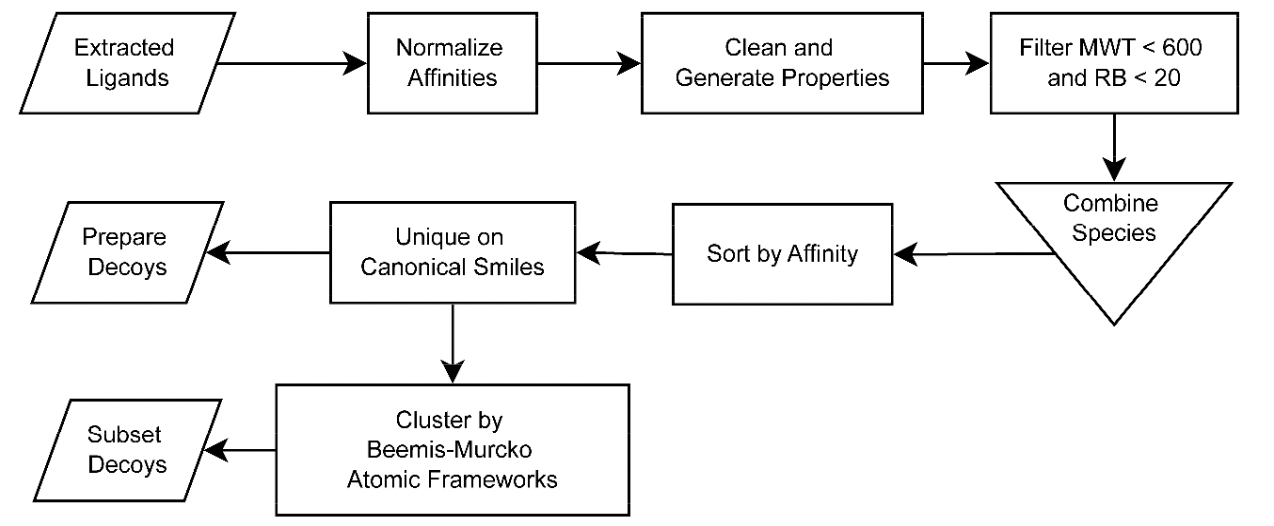 Extracted
Ligands
Normalize
Affinities
Clean and
Generate Properties
Filter MWT < 600
and RB < 20
Combine
Species
Sort by Affinity
Unique on
Canonical Smiles
Prepare
Decoys
Cluster by
Beemis-Murcko
Atomic Frameworks
Subset
Decoys